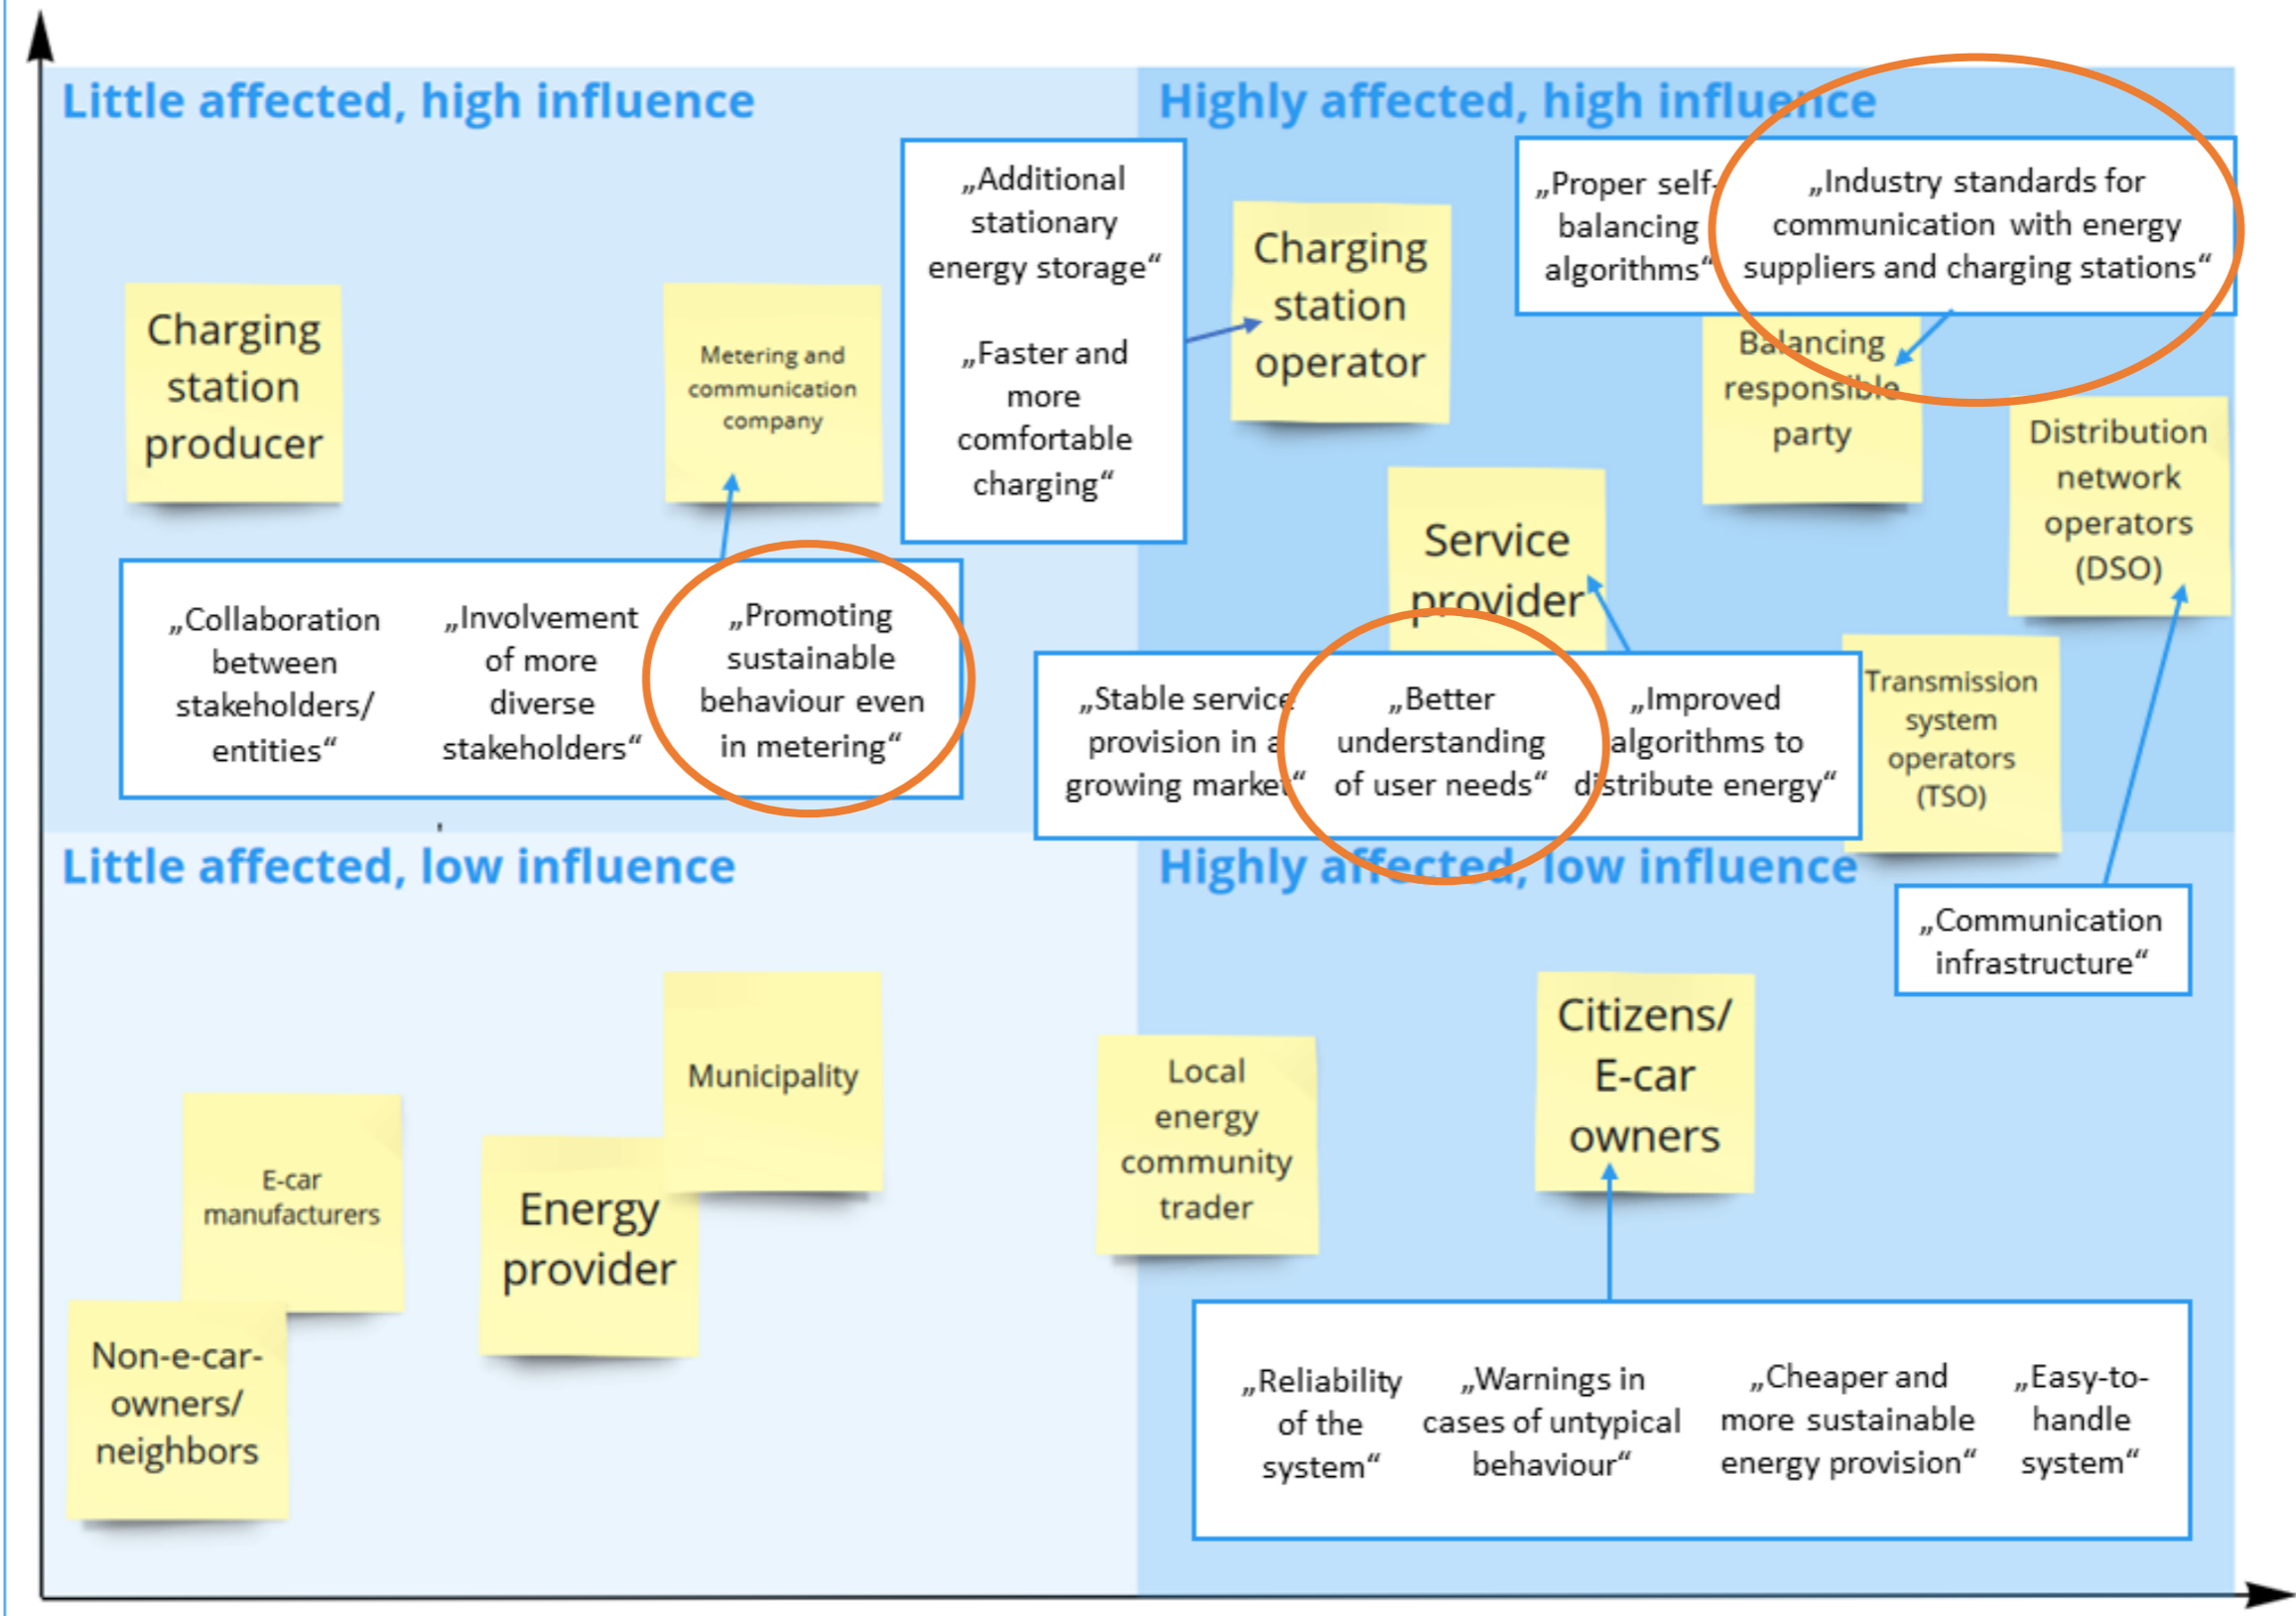 Little affected, high influence
Highly affected, high influence
„Additional
stationary
energy storage“
„Faster and
more
comfortable
charging“
„Proper self-
balancing
algorithms“
„Industry standards for
communication with energy
suppliers and charging stations“
Charging
station
producer
Metering and
communication
company
Charging
station
operator
Balancing
responsible
party
Distribution
network
operators
(DSO)
Service
provider
„Collaboration
between
stakeholders/
entities“
„Involvement
of more
diverse
stakeholders“
„Promoting
sustainable
behaviour even
in metering“
„Stable service
provision in a
growing market“
„Better
understanding
of user needs“
„Improved
algorithms to
distribute energy“
Transmission
system
operators
(TSO)
Little affected, low influence
Highly affected, low influence
„Communication
infrastructure“
Municipality
E-car
manufacturers
Energy
provider
Non-e-car-
owners/
neighbors
Local
energy
community
trader
Citizens/
E-car
owners
„Reliability
of the
system“
„Warnings in
cases of untypical
behaviour“
„Cheaper and
more sustainable
energy provision“
„Easy-to-
handle
system“